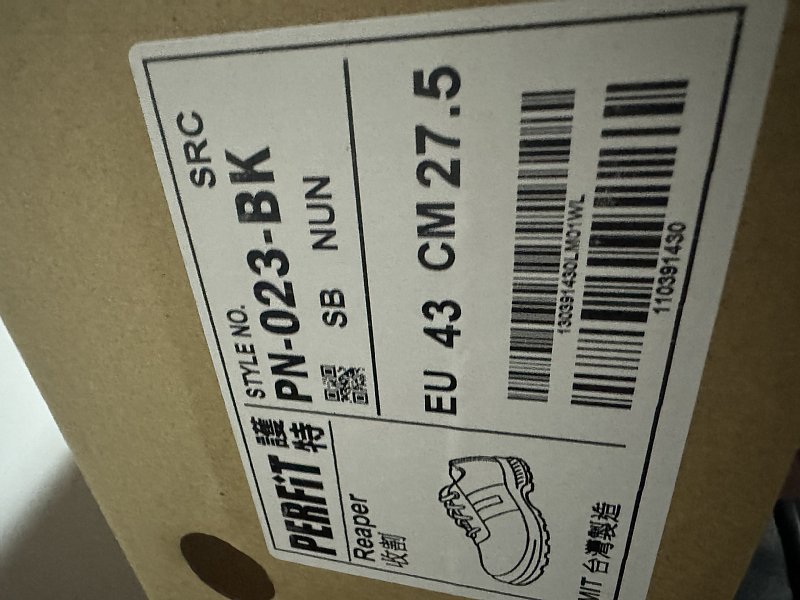 PERFiT 護特
Reaper
收割
MIT 台灣製造
STYLE NO.
SRC
PN-023-BK
SB NUN
EU 43 CM 27.5
130391430LM01WL
110391430